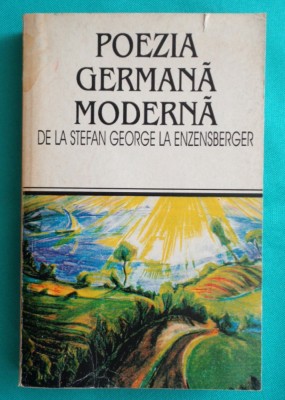 POEZIA
GERMANĂ
MODERNĂ
DE LA STEFAN GEORGE LA ENZENSBERGER